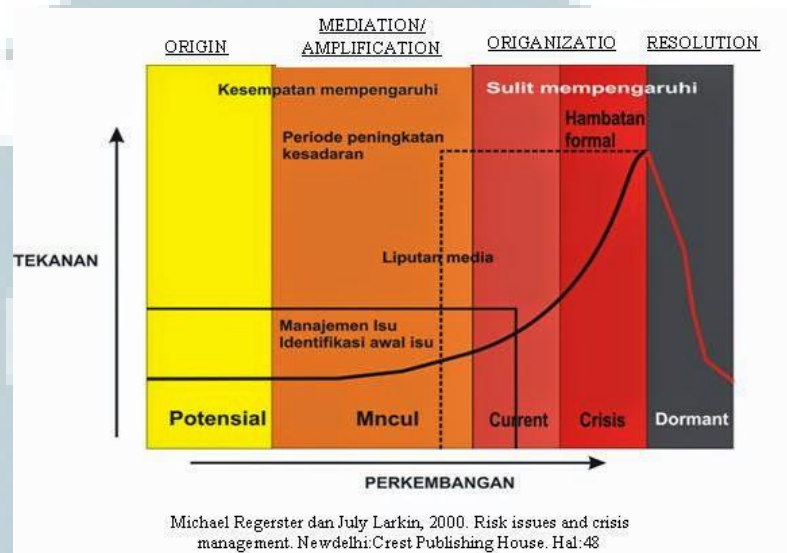 MEDIATION/
ORIGIN AMPLIFICATION ORIGANIZATIO RESOLUTION
Kesempatan mempengaruhi Sulit mempengaruhi
Hambatan
formal
Periode peningkatan
kesadaran
Liputan media
TEKANAN
Manajemen Isu
Identifikasi awal isu
Potensial Mncul Current Crisis Dormant
PERKEMBANGAN
Michael Regerster dan July Larkin, 2000. Risk issues and crisis
management. Newdelhi:Crest Publishing House. Hal:48